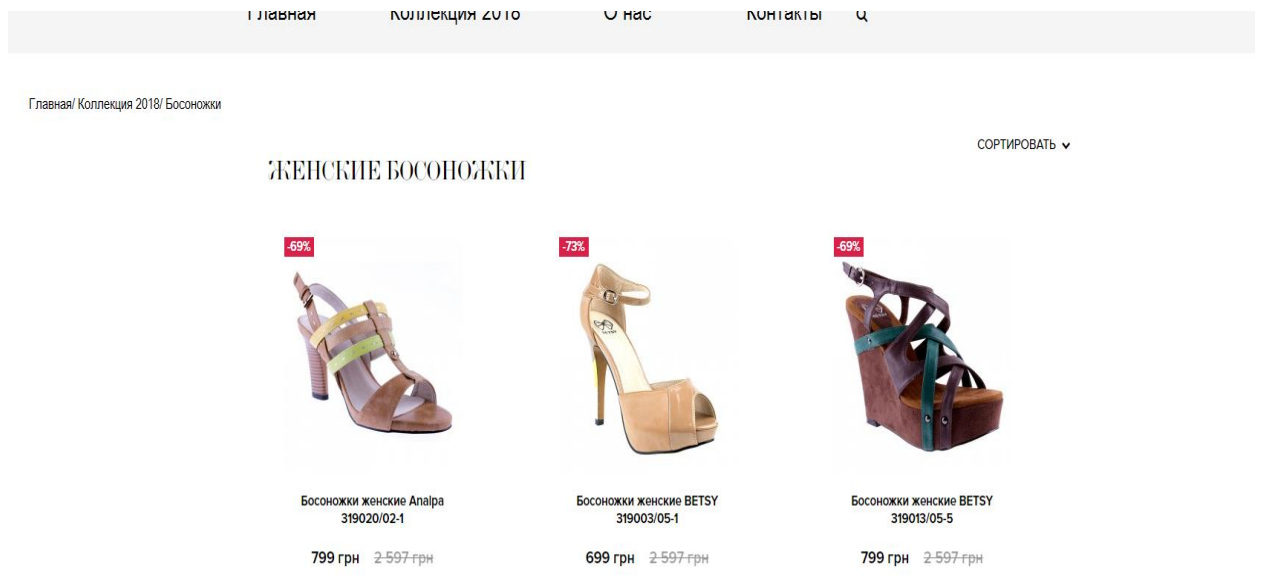 Главная Коллекция 2018 О нас Контакты
Главная/ Коллекция 2018/ Босоножки
СОРТИРОВАТЬ
ЖЕНСКИЕ БОСОНОЖКИ
-69% -73% -69%
BETSY
Босоножки женские Analpa Босоножки женские BETSY Босоножки женские BETSY
319020/02-1 319003/05-1 319013/05-5
799 грн 2 597 грн 699 грн 2 597 грн 799 грн 2 597 грн